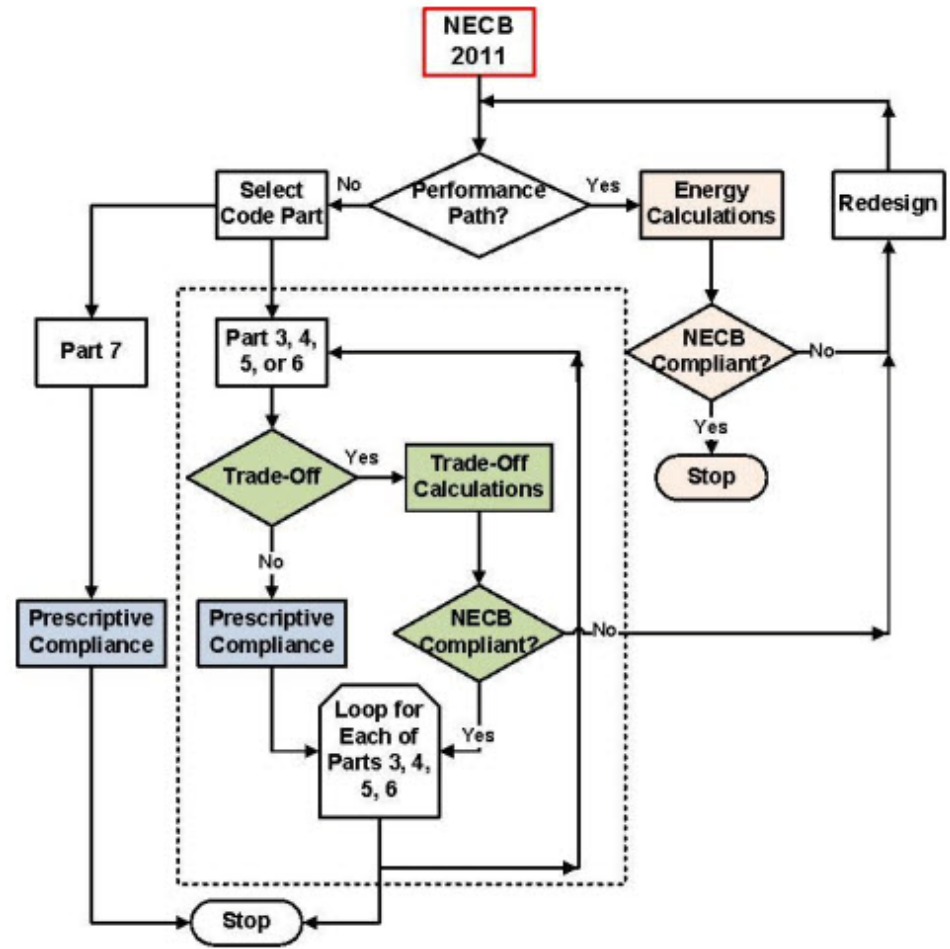 NECB
2011
No
Performance
Path?
Yes
Select
Code Part
Energy
Calculations
Redesign
Part 7
Part 3, 4,
5, or 6
NECB
Compliant?
No
Yes
Stop
Trade-Off
Yes
Trade-Off
Calculations
No
Prescriptive
Compliance
Prescriptive
Compliance
NECB
Compliant?
No
Yes
Loop for
Each of
Parts 3, 4,
5, 6
Stop